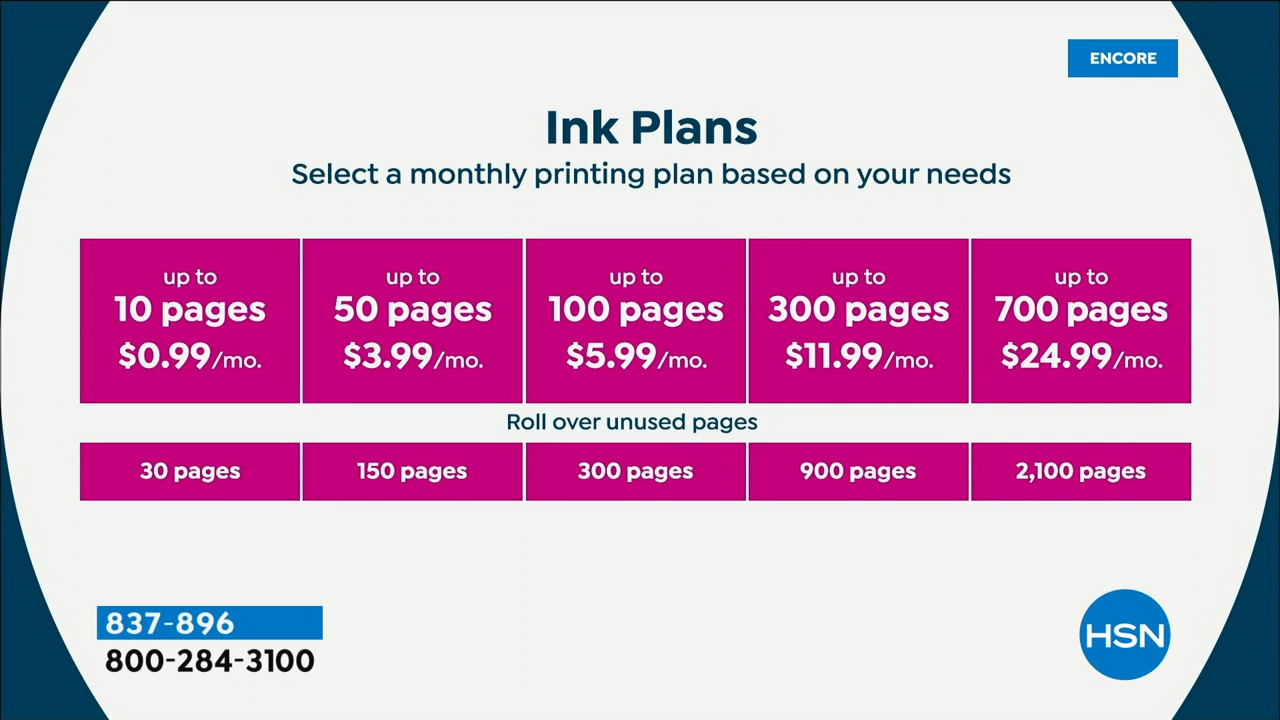 ENCORE
Ink Plans
Select a monthly printing plan based on your needs
up to
10 pages
$0.99/mo.
up to
50 pages
$3.99/mo.
up to
100 pages
$5.99/mo.
up to
300 pages
$11.99/mo.
up to
700 pages
$24.99/mo.
Roll over unused pages
30 pages
150 pages
300 pages
900 pages
2,100 pages
837-896
800-284-3100
HSN